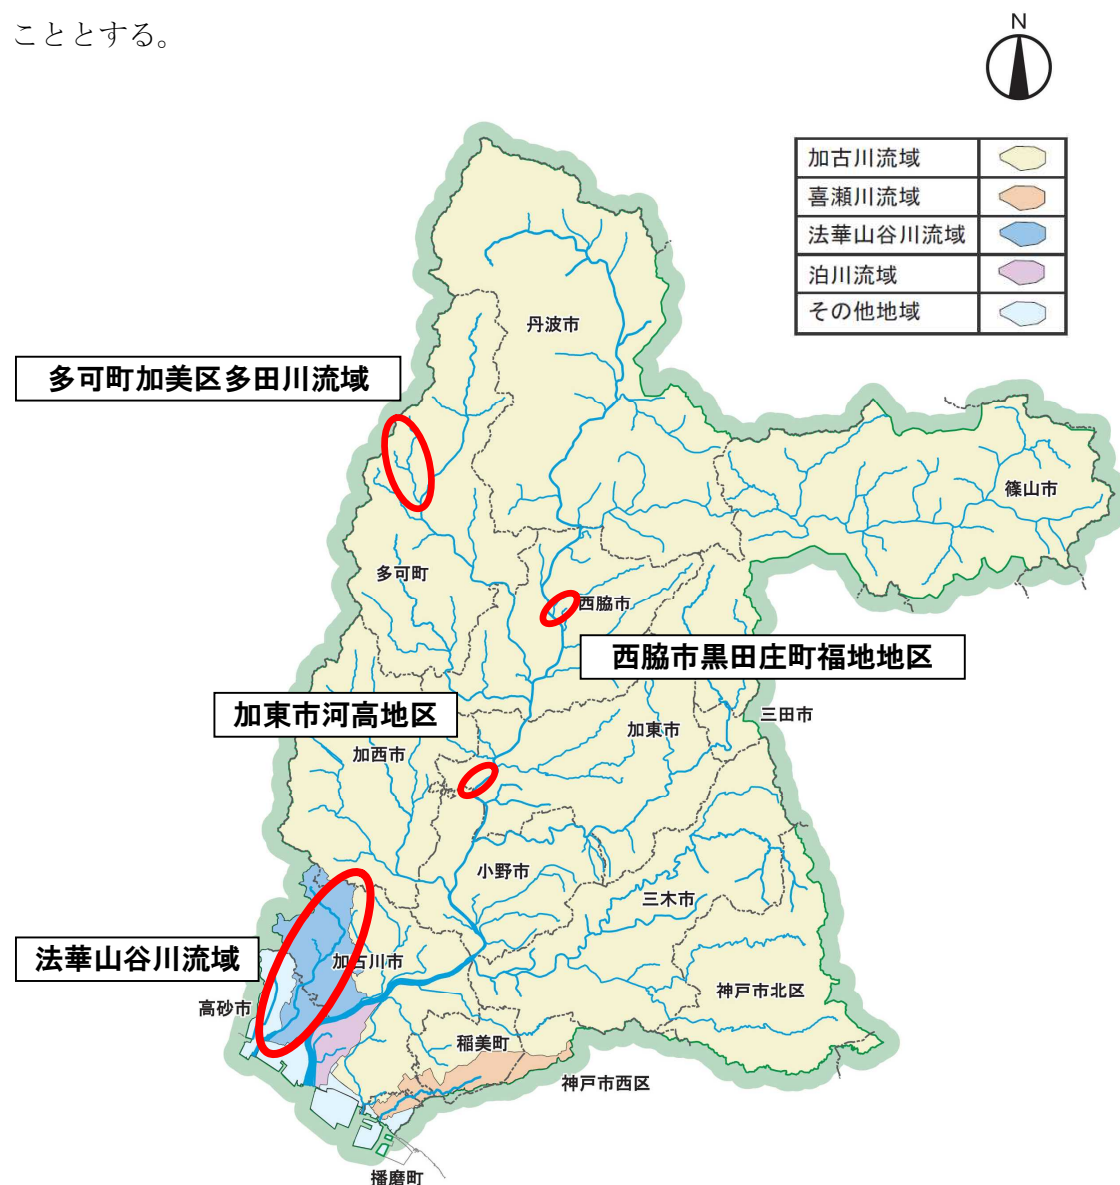 こととする。
N
加古川流域
喜瀬川流域
法華山谷川流域
泊川流域
その他地域
丹波市
多可町加美区多田川流域
篠山市
多可町
西脇市
西脇市黒田庄町福地地区
加東市河高地区
三田市
加東市
加西市
小野市
三木市
法華山谷川流域
加古川市
神戸市北区
高砂市
稲美町
神戸市西区
播磨町